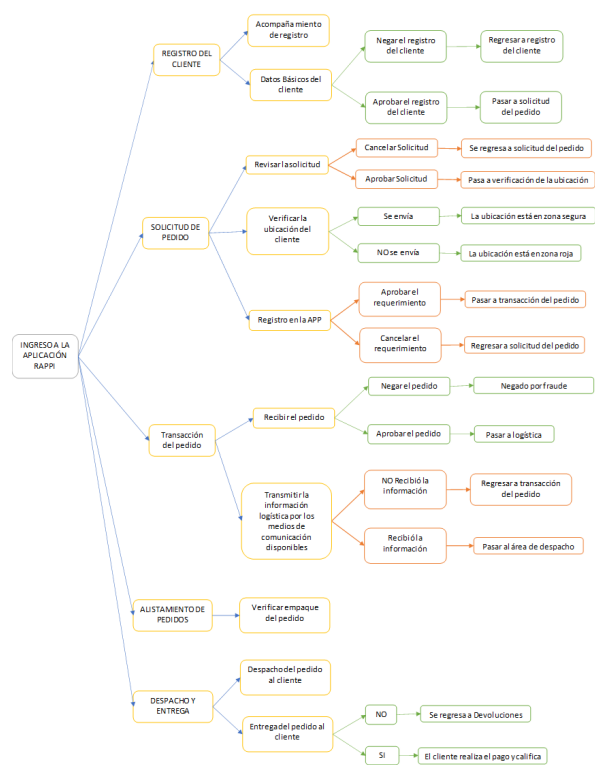 INGRESO A LA
APLICACIÓN
RAPPI
REGISTRO DEL
CLIENTE
Acompañamiento
de registro
Datos Básicos del
cliente
Negar el registro
del cliente
Regresar a registro
del cliente
Aprobar el registro
del cliente
Pasar a solicitud
del pedido
SOLICITUD DE
PEDIDO
Revisar la solicitud
Cancelar Solicitud
Se regresa a solicitud del pedido
Aprobar Solicitud
Pasa a verificación de la ubicación
Verificar la
ubicación del
cliente
Se envía
La ubicación está en zona segura
NO se envía
La ubicación está en zona roja
Registro en la APP
Aprobar el
requerimiento
Pasar a transacción del pedido
Cancelar el
requerimiento
Regresar a solicitud del pedido
Transacción
del pedido
Recibir el pedido
Negar el pedido
Negado por fraude
Aprobar el pedido
Pasar a logística
Transmitir la
información
logística por los
medios de
comunicación
disponibles
NO Recibió la
información
Regresar a transacción
del pedido
Recibió la
información
Pasar al área de despacho
ALISTAMIENTO DE
PEDIDOS
Verificar empaque
del pedido
DESPACHO Y
ENTREGA
Despacho del pedido
al cliente
Entrega del pedido al
cliente
NO
Se regresa a Devoluciones
SI
El cliente realiza el pago y califica